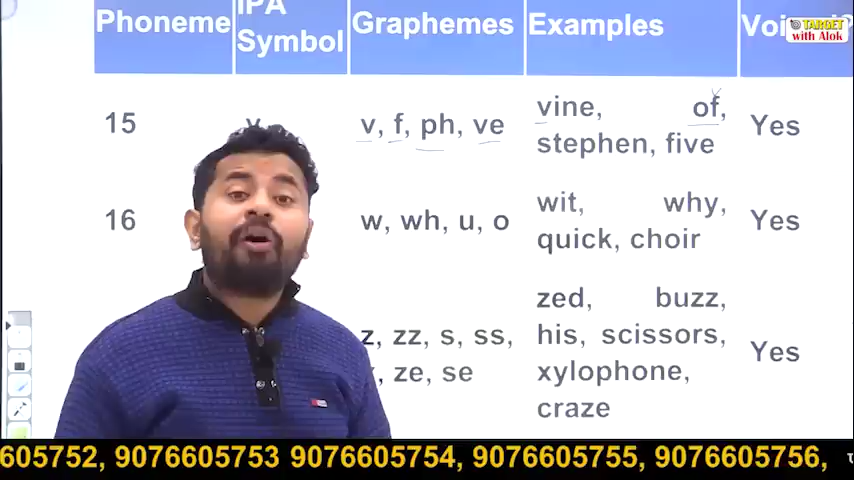 Phoneme IPA Symbol Graphemes Examples
TARGET
with Alok
15 v, f, ph, ve vine, of, Yes
stephen, five
16 w, wh, u, o wit, why, Yes
quick, choir
z, zz, s, ss, zed, buzz,
his, scissors, Yes
ze, se xylophone,
craze
605752, 9076605753 9076605754, 9076605755, 9076605756,